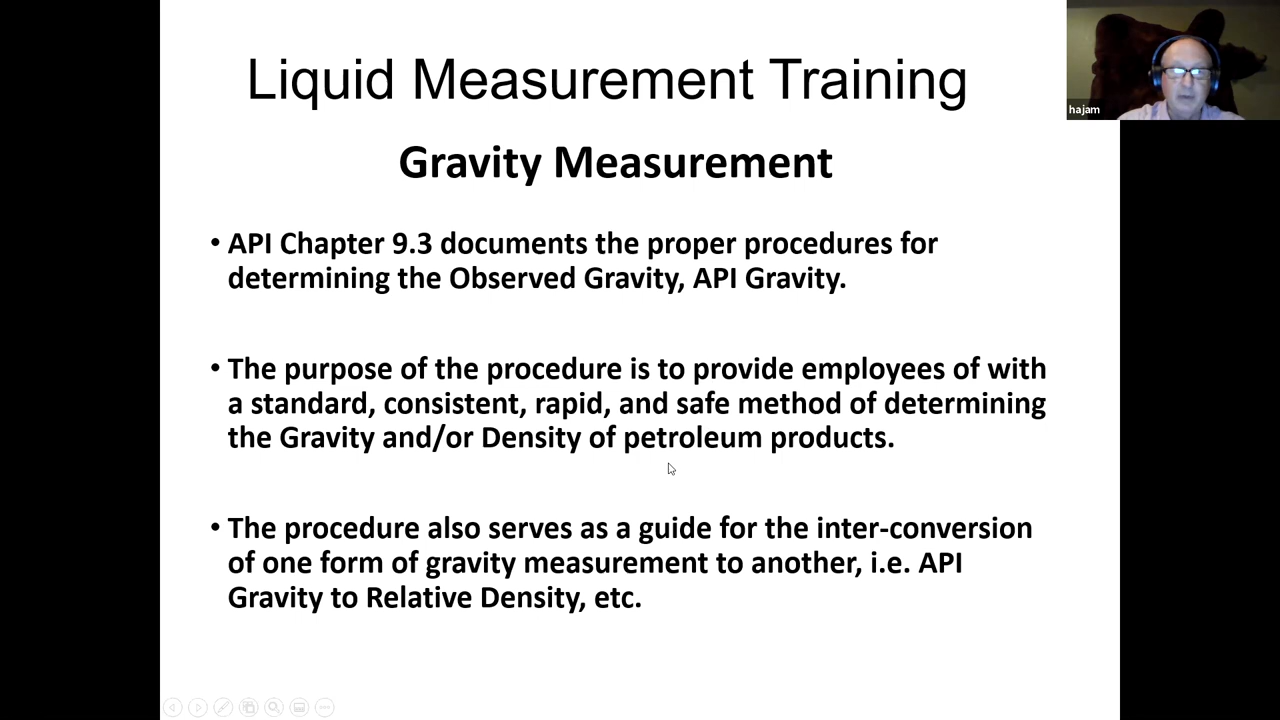 Liquid Measurement Training
hajam
Gravity Measurement
• API Chapter 9.3 documents the proper procedures for
determining the Observed Gravity, API Gravity.
• The purpose of the procedure is to provide employees of with
a standard, consistent, rapid, and safe method of determining
the Gravity and/or Density of petroleum products.
• The procedure also serves as a guide for the inter-conversion
of one form of gravity measurement to another, i.e. API
Gravity to Relative Density, etc.